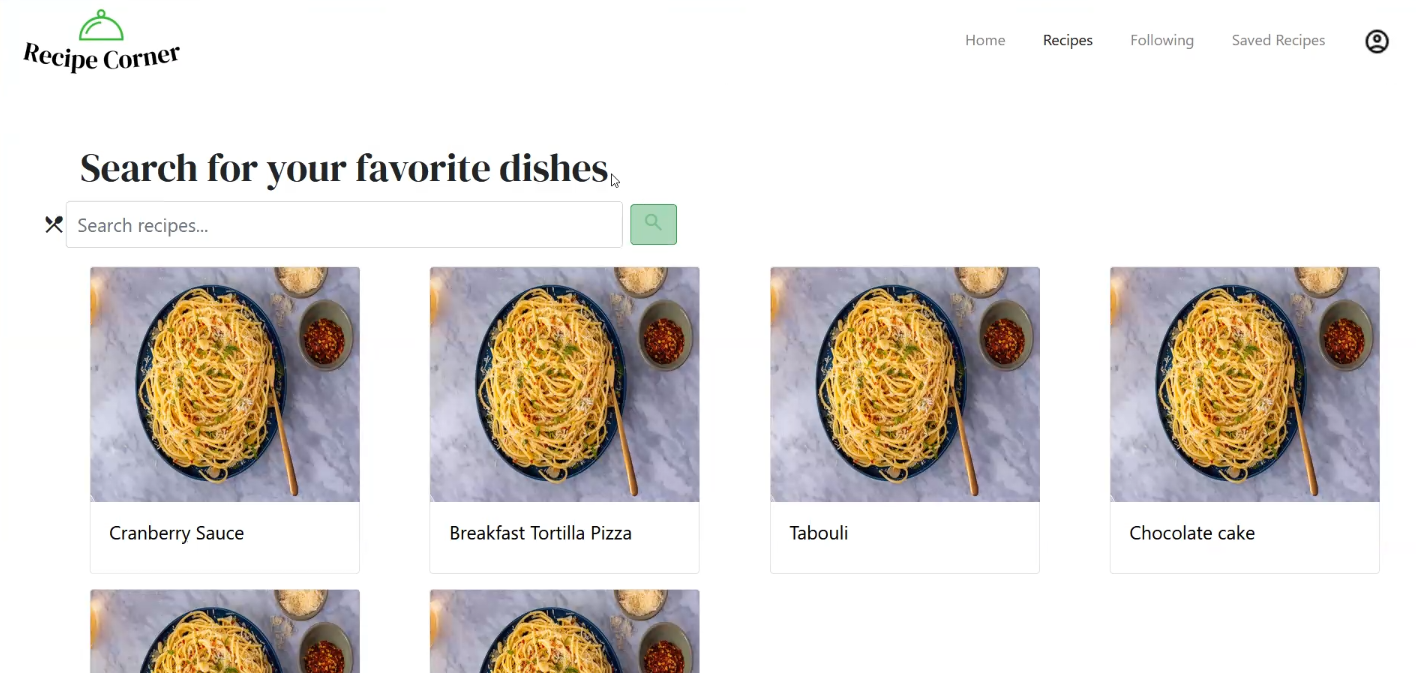 Recipe Corner
Home Recipes Following Saved Recipes
Search for your favorite dishes
Search recipes...
Cranberry Sauce
Breakfast Tortilla Pizza
Tabouli
Chocolate cake